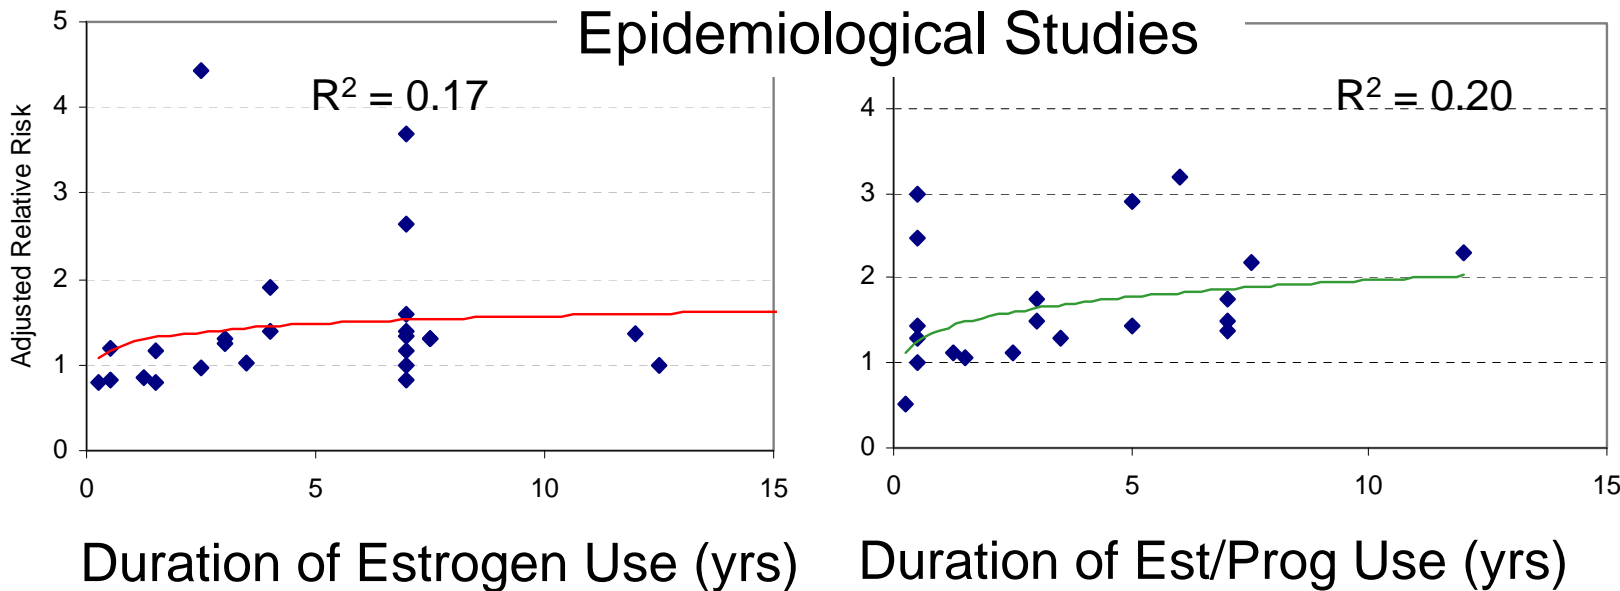 Epidemiological Studies
R² = 0.17
R² = 0.20
Adjusted Relative Risk
5
4
3
2
1
0
0 5 10 15
Duration of Estrogen Use (yrs)
4
3
2
1
0
0 5 10 15
Duration of Est/Prog Use (yrs)